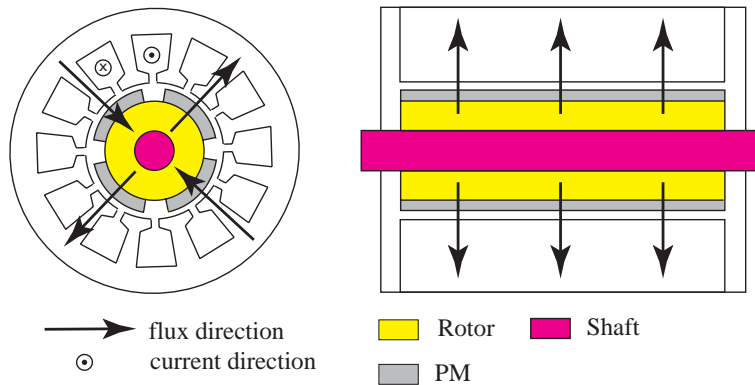 x
flux direction
current direction
Rotor
Shaft
PM